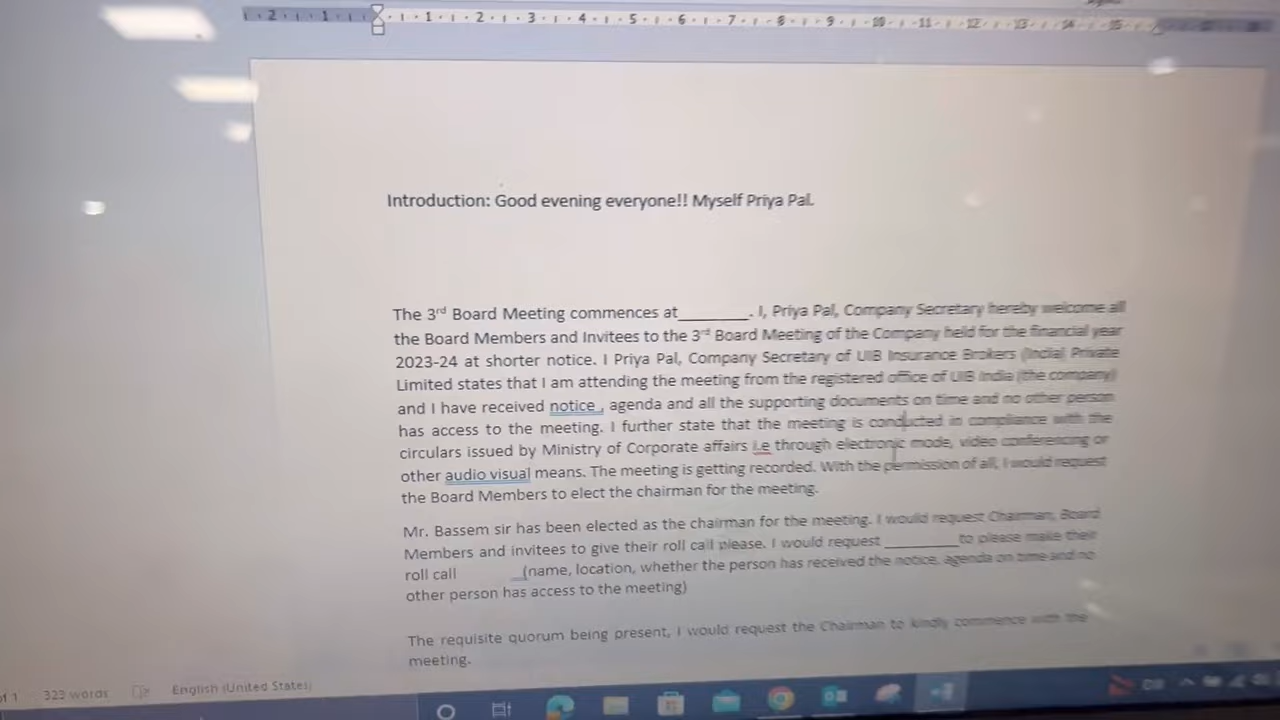 Introduction: Good evening everyone!! Myself Priya Pal.
The 3rd Board Meeting commences at________. I, Priya Pal, Company Secretary hereby welcome all
the Board Members and Invitees to the 3rd Board Meeting of the Company held for the financial year
2023-24 at shorter notice. I Priya Pal, Company Secretary of UIB Insurance Brokers (India) Private
Limited states that I am attending the meeting from the registered office of UIB India (the company)
and I have received notice , agenda and all the supporting documents on time and no other person
has access to the meeting. I further state that the meeting is conducted in compliance with the
circulars issued by Ministry of Corporate affairs i.e through electronic mode, video conferencing or
other audio visual means. The meeting is getting recorded. With the permission of all, I would request
the Board Members to elect the chairman for the meeting.
Mr. Bassem sir has been elected as the chairman for the meeting. I would request Chairman, Board
Members and invitees to give their roll call please. I would request ________to please make their
roll call _(name, location, whether the person has received the notice, agenda on time and no
other person has access to the meeting)
The requisite quorum being present, I would request the Chairman to kindly commence with the
meeting.
of 1 323 words English (United States)